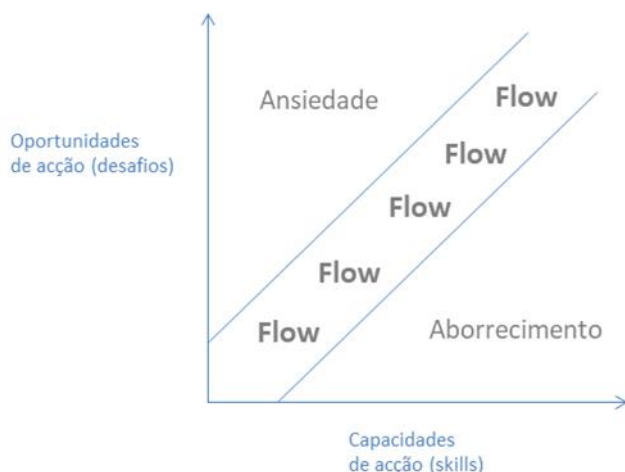 Ansiedade
Flow
Oportunidades
de acção (desafios)
Flow
Flow
Flow
Flow
Aborrecimento
Capacidades
de acção (skills)